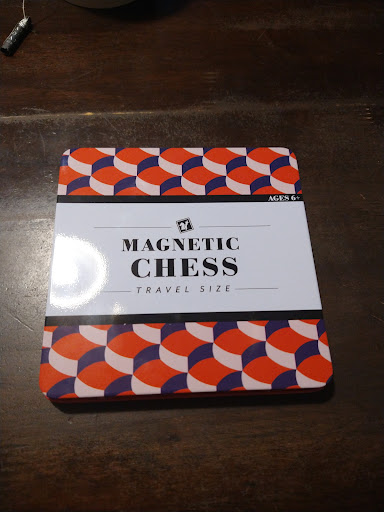 AGES 6+
MAGNETIC
CHESS
TRAVEL SIZE